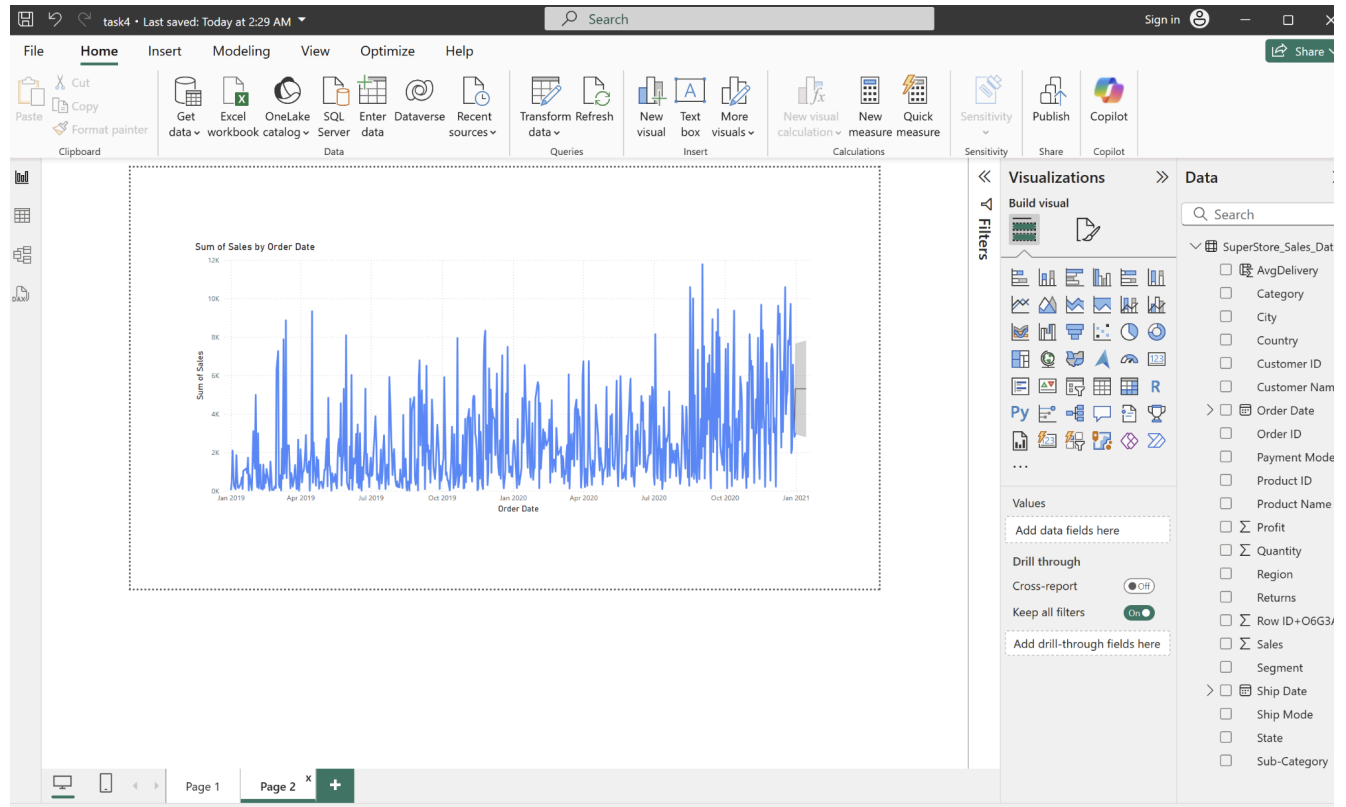 task4 • Last saved: Today at 2:29 AM
Search
Sign in
File Home Insert Modeling View Optimize Help
Share
Paste
Cut
Copy
Format painter
Clipboard
Get data
Excel workbook
OneLake catalog
SQL Server
Enter data
Dataverse
Recent sources
Data
Transform data
Refresh
Queries
New visual
Text box
More visuals
Insert
New visual calculation
New measure
Quick measure
Calculations
Sensitivity
Sensitivity
Publish
Share
Copilot
Copilot
Sum of Sales by Order Date
12K
10K
8K
6K
4K
2K
0K
Sum of Sales
Jan 2019 Apr 2019 Jul 2019 Oct 2019 Jan 2020 Apr 2020 Jul 2020 Oct 2020 Jan 2021
Order Date
Filters
Visualizations
Build visual
123
R
Py
123
...
Values
Add data fields here
Drill through
Cross-report
Off
Keep all filters
On
Add drill-through fields here
Data
Search
SuperStore_Sales_Dat
AvgDelivery
Category
City
Country
Customer ID
Customer Nam
Order Date
Order ID
Payment Mode
Product ID
Product Name
Profit
Quantity
Region
Returns
Row ID+O6G3A
Sales
Segment
Ship Date
Ship Mode
State
Sub-Category
DAX
Page 1
Page 2
x
+